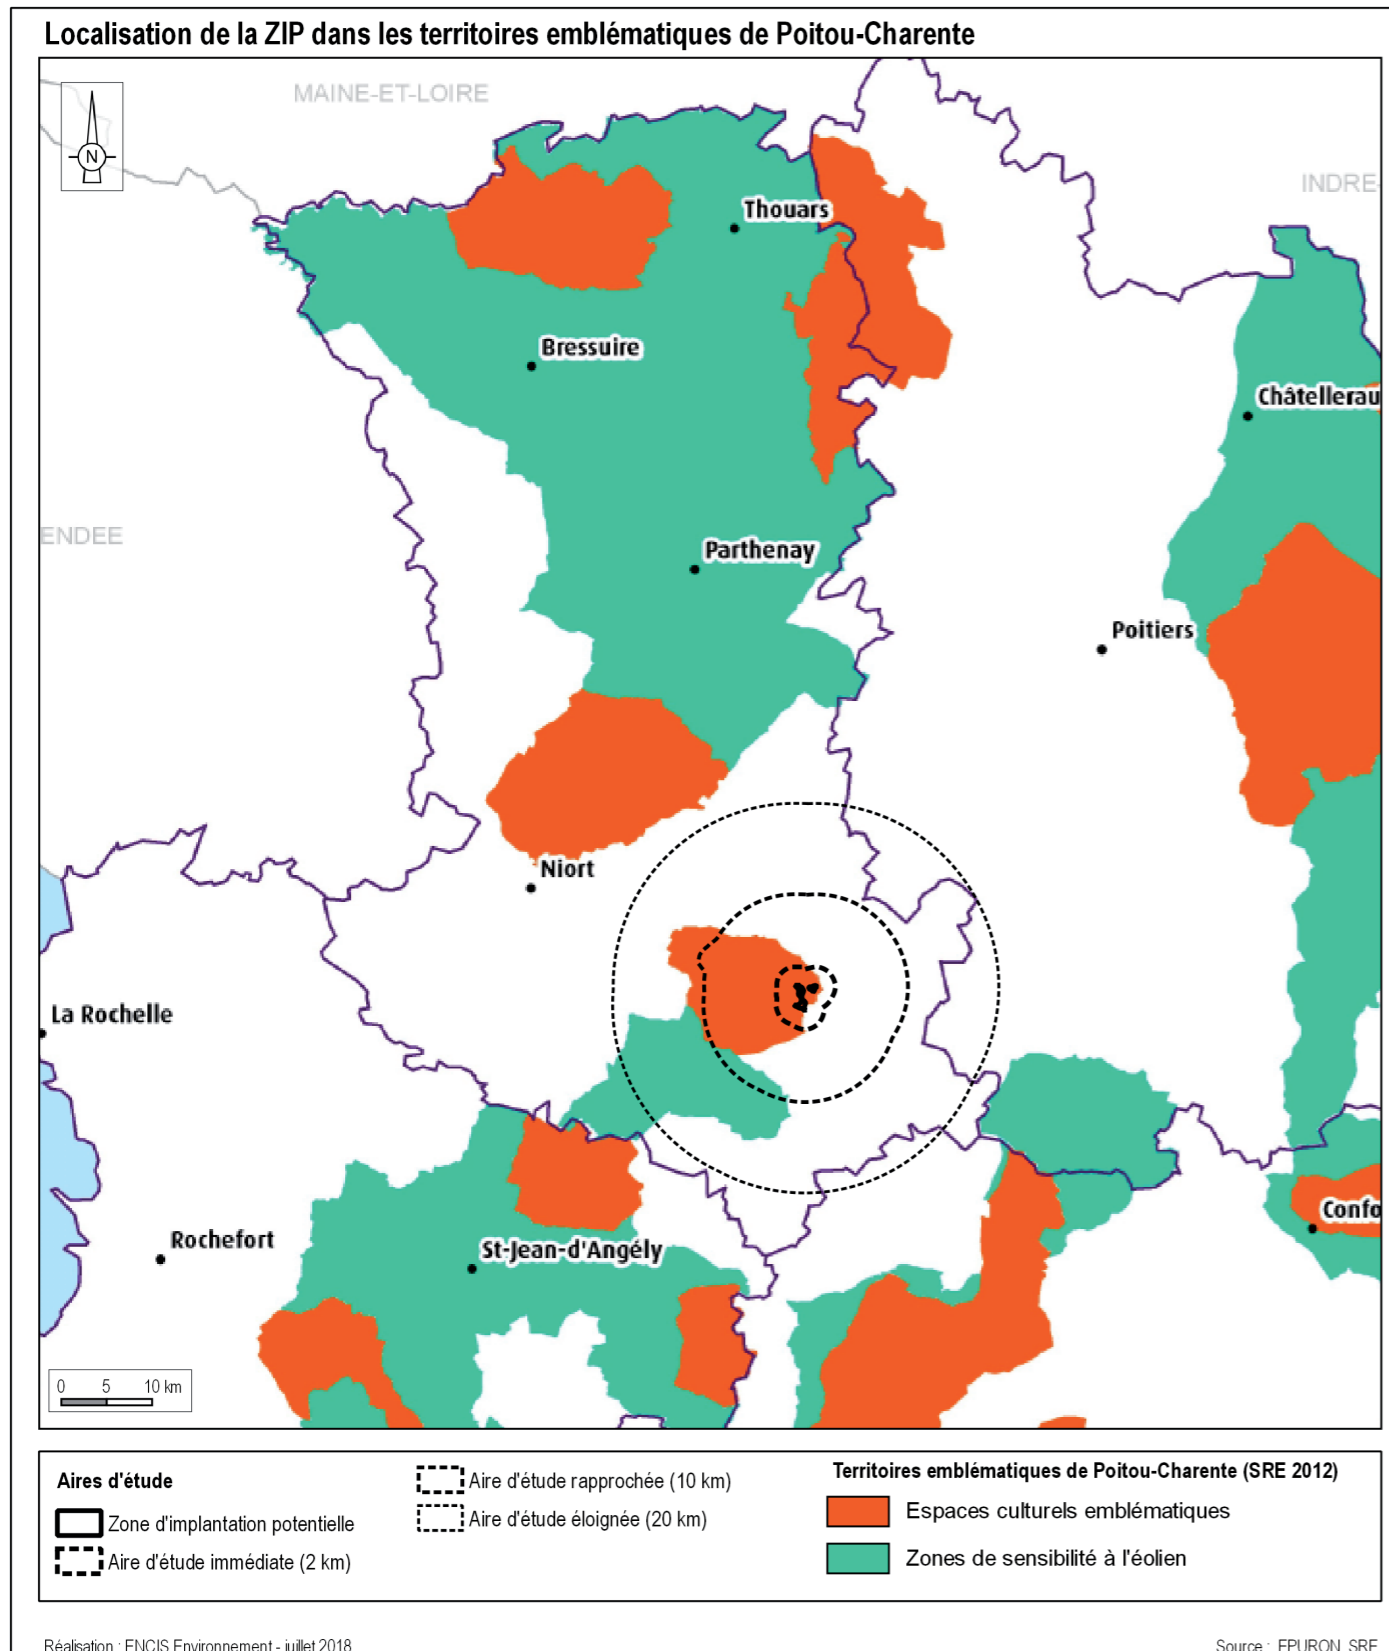 Localisation de la ZIP dans les territoires emblématiques de Poitou-Charente
MAINE-ET-LOIRE
N
INDRE-
Thouars
Bressuire
Châtellerau
ENDEE
Parthenay
Poitiers
Niort
La Rochelle
Confo
Rochefort
St-Jean-d'Angély
0 5 10 km
Aires d'étude
Zone d'implantation potentielle
Aire d'étude immédiate (2 km)
Aire d'étude rapprochée (10 km)
Aire d'étude éloignée (20 km)
Territoires emblématiques de Poitou-Charente (SRE 2012)
Espaces culturels emblématiques
Zones de sensibilité à l'éolien
Réalisation : ENCIS Environnement - juillet 2018
Source : EPURON, SRE